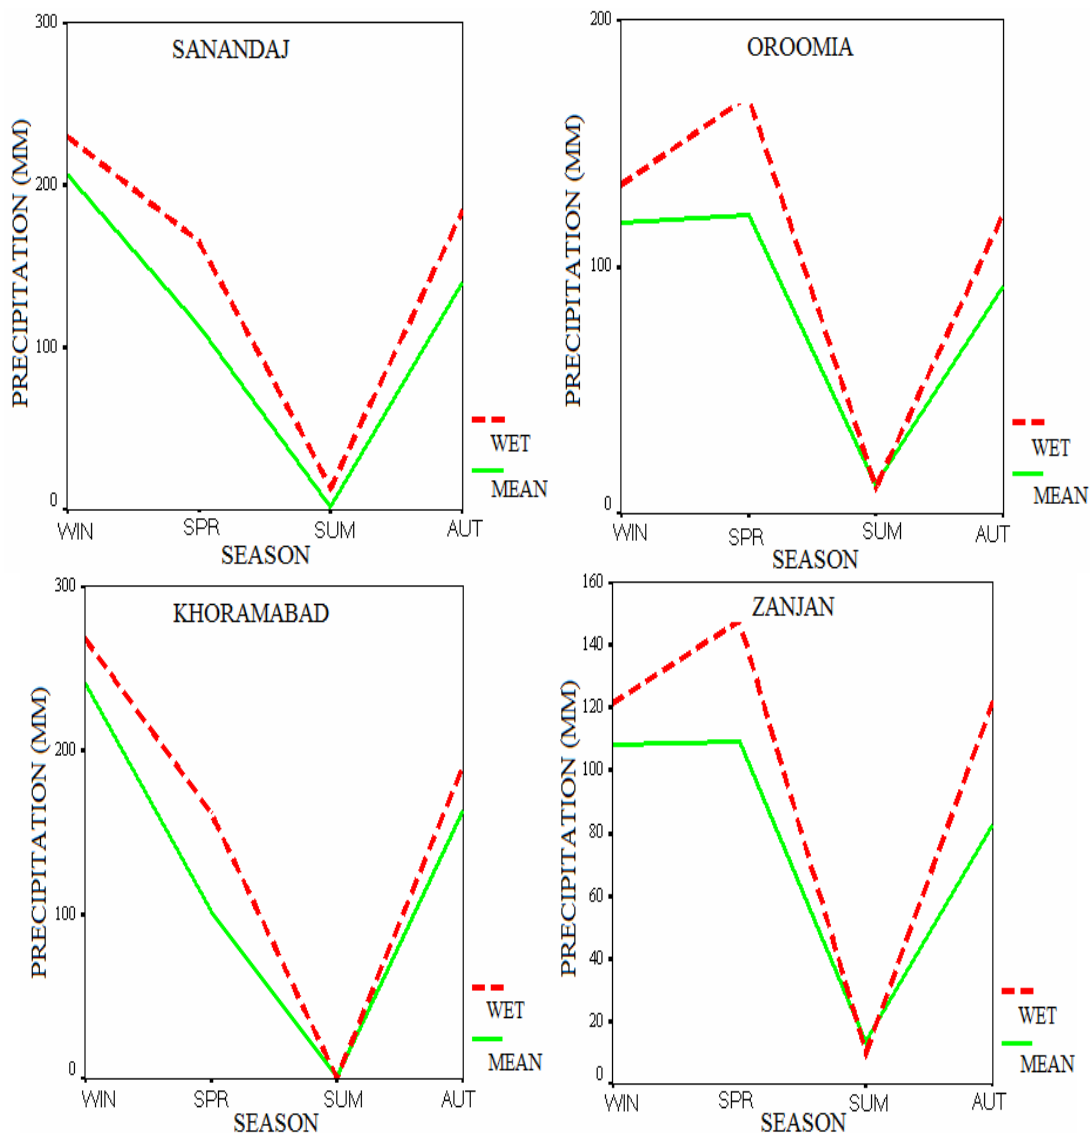 SANANDAJ
PRECIPITATION (MM)
300
200
100
0
WIN SPR SUM AUT
SEASON
WET
MEAN
OROOMIA
PRECIPITATION (MM)
200
100
0
WIN SPR SUM AUT
SEASON
WET
MEAN
KHORAMABAD
PRECIPITATION (MM)
300
200
100
0
WIN SPR SUM AUT
SEASON
WET
MEAN
ZANJAN
PRECIPITATION (MM)
160
140
120
100
80
60
40
20
0
WIN SPR SUM AUT
SEASON
WET
MEAN